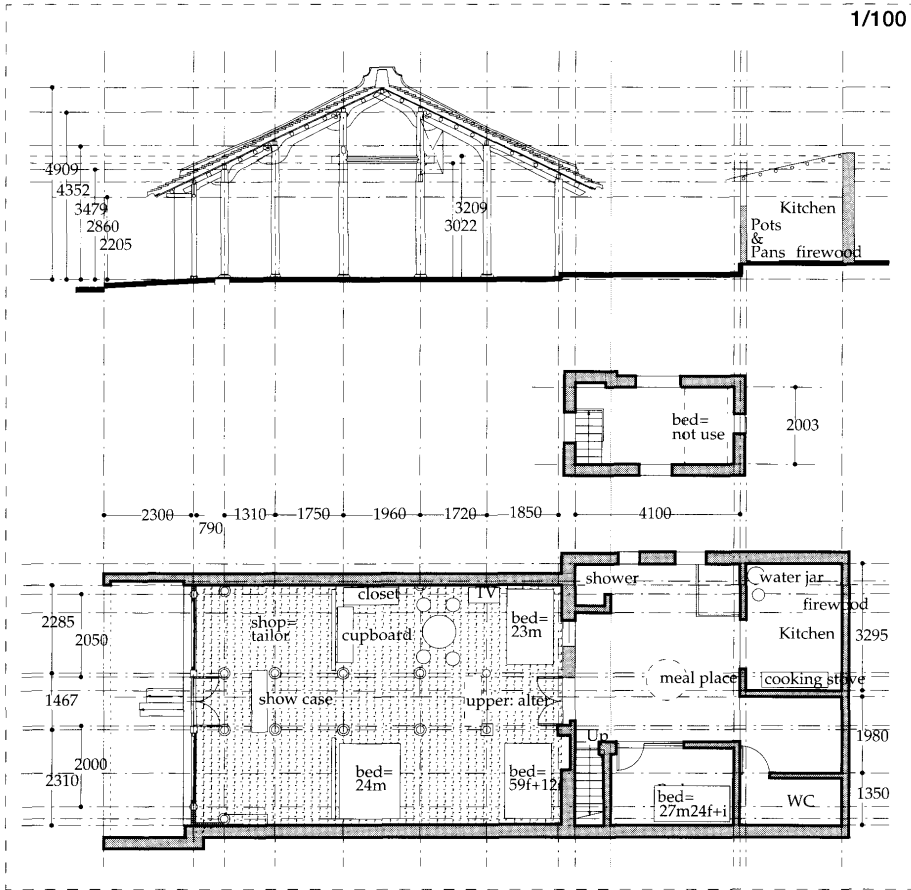 1/100
4909
4352
3479
2860
2205
3209
3022
Kitchen
Pots
&
Pans firewood
bed=
not use
2003
2300
790
1310
1750
1960
1720
1850
4100
shower
water jar
firewood
Kitchen
closet
TV
shop=
tailor
cupboard
bed=
23m
2285
2050
3295
meal place
cooking stove
show case
upper: alter
1467
Up
1980
2000
2310
bed=
24m
bed=
59f+12
bed=
27m24f+i
WC
1350